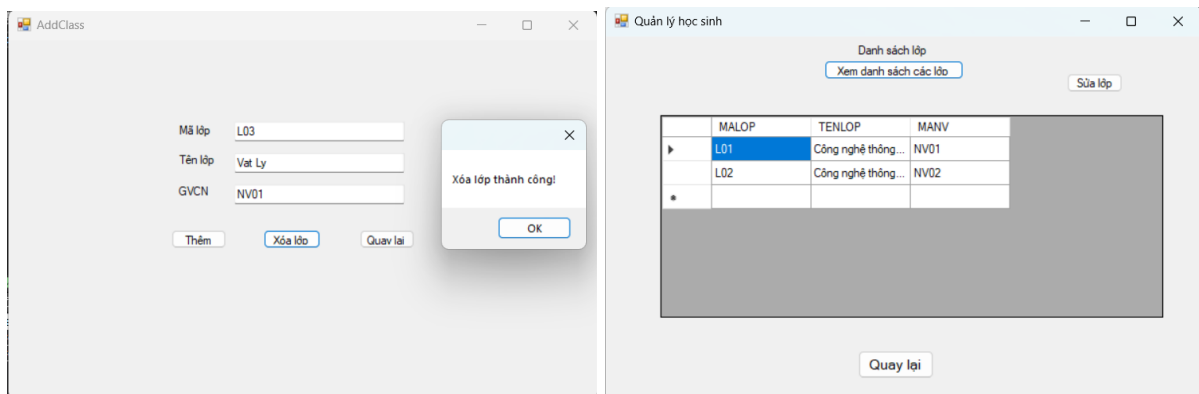 AddClass
Mã lớp L03
Tên lớp Vat Ly
GVCN NV01
Thêm Xóa lớp Quay lại
Xóa lớp thành công!
OK
Quản lý học sinh
Danh sách lớp
Xem danh sách các lớp
Sửa lớp
MALOP TENLOP MANV
L01 Công nghệ thông... NV01
L02 Công nghệ thông... NV02
Quay lại